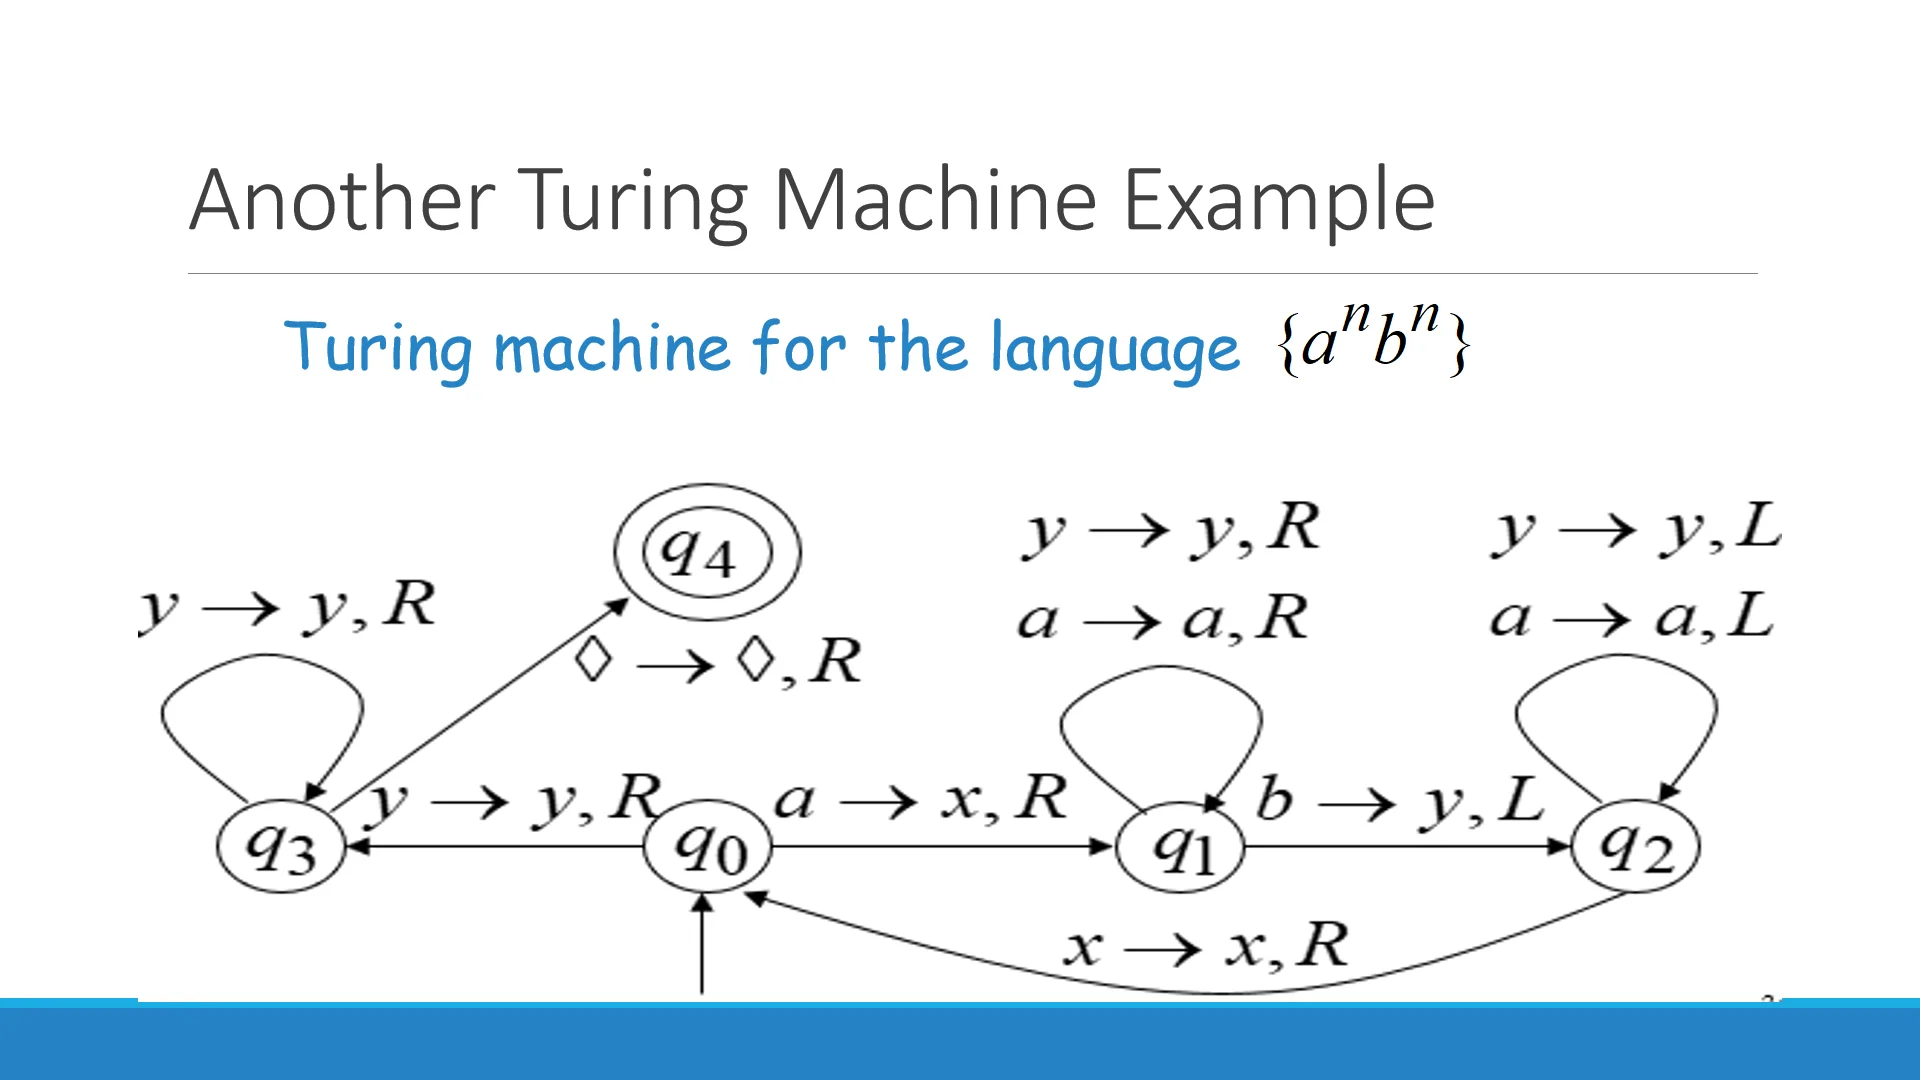 Another Turing Machine Example
Turing machine for the language {aⁿbⁿ}
y → y, R
a → a, R
y → y, L
a → a, L
q4
y → y, R
◊ → ◊, R
y → y, R
a → x, R
b → y, L
q3
q0
q1
q2
x → x, R